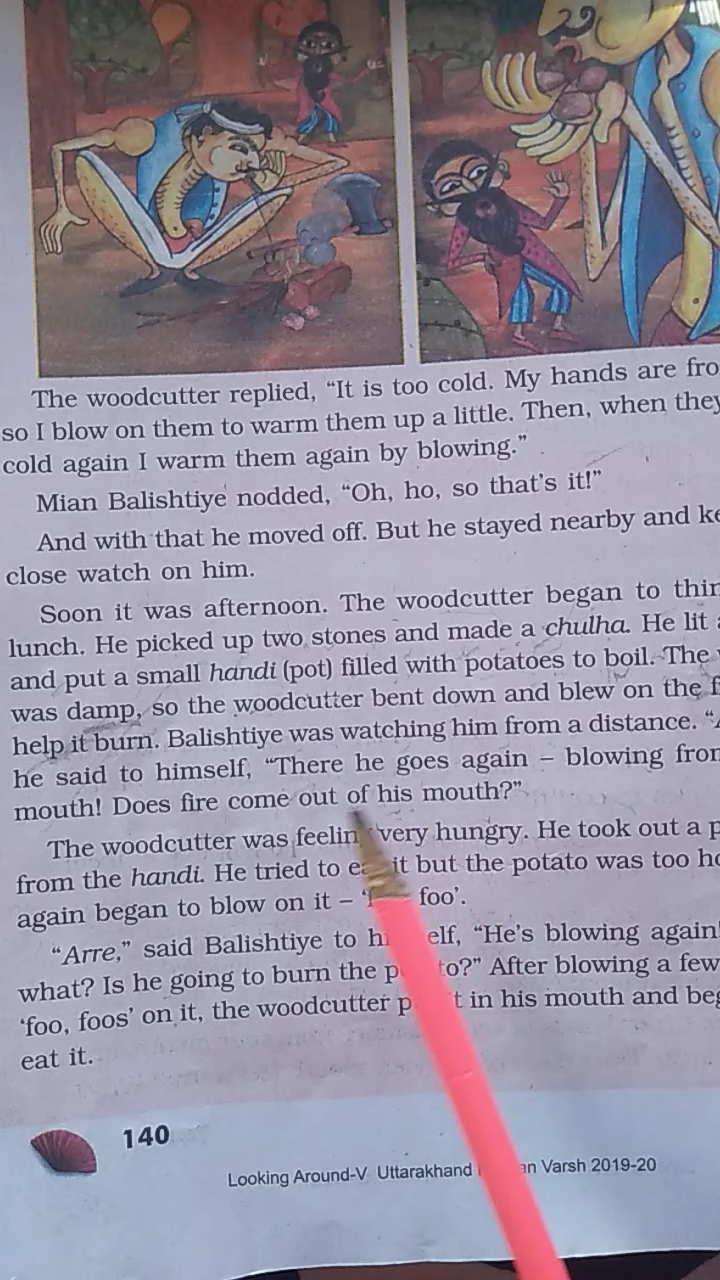 The woodcutter replied, “It is too cold. My hands are
so I blow on them to warm them up a little. Then, when they
cold again I warm them again by blowing.”
Mian Balishtiye nodded, “Oh, ho, so that’s it!”
And with that he moved off. But he stayed nearby and
close watch on him.
Soon it was afternoon. The woodcutter began to
lunch. He picked up two stones and made a chulha. He lit
and put a small handi (pot) filled with potatoes to boil. The
was damp, so the woodcutter bent down and blew on the
help it burn. Balishtiye was watching him from a distance.
he said to himself, “There he goes again – blowing from
mouth! Does fire come out of his mouth?”
The woodcutter was very hungry. He took out a
from the handi. He tried to it but the potato was too
again began to blow on it – foo’.
“Arre,” said Balishtiye to “He’s blowing again
what? Is he going to burn the After blowing a few
‘foo, foos’ on it, the woodcutter in his mouth and
eat it.
140
Looking Around-V Uttarakhand Varsh 2019-20